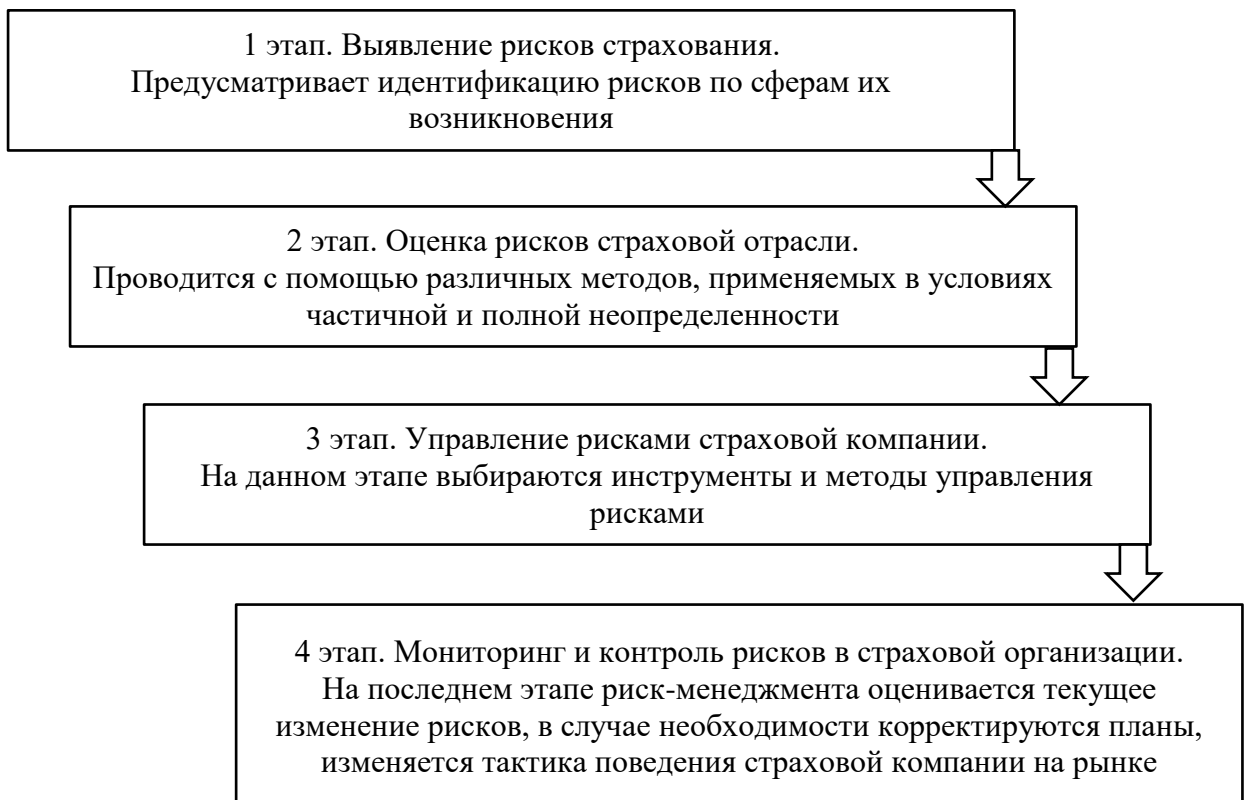 1 этап. Выявление рисков страхования.
Предусматривает идентификацию рисков по сферам их
возникновения
2 этап. Оценка рисков страховой отрасли.
Проводится с помощью различных методов, применяемых в условиях
частичной и полной неопределенности
3 этап. Управление рисками страховой компании.
На данном этапе выбираются инструменты и методы управления
рисками
4 этап. Мониторинг и контроль рисков в страховой организации.
На последнем этапе риск-менеджмента оценивается текущее
изменение рисков, в случае необходимости корректируются планы,
изменяется тактика поведения страховой компании на рынке